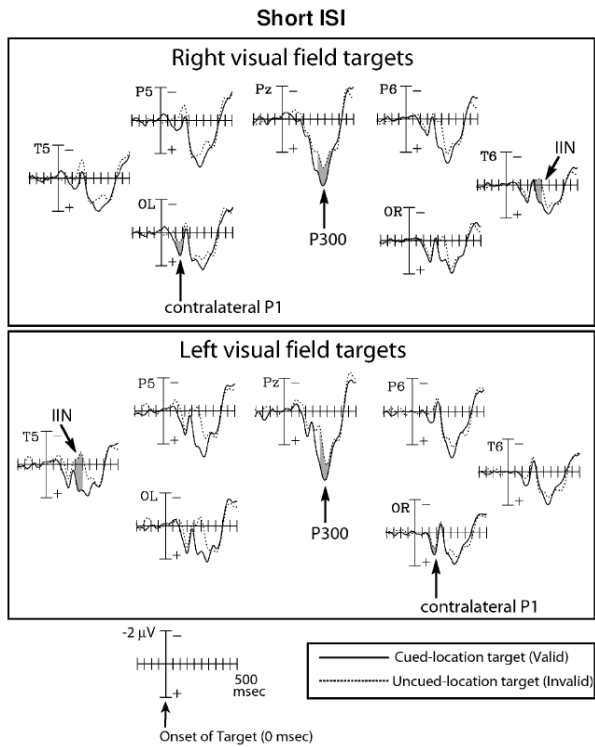 Short ISI
Right visual field targets
P5
Pz
P6
T5
T6
IIN
OL
OR
P300
contralateral P1
Left visual field targets
P5
Pz
P6
IIN
T5
T6
OL
OR
P300
contralateral P1
-2 µV
500
msec
Onset of Target (0 msec)
Cued-location target (Valid)
Uncued-location target (Invalid)